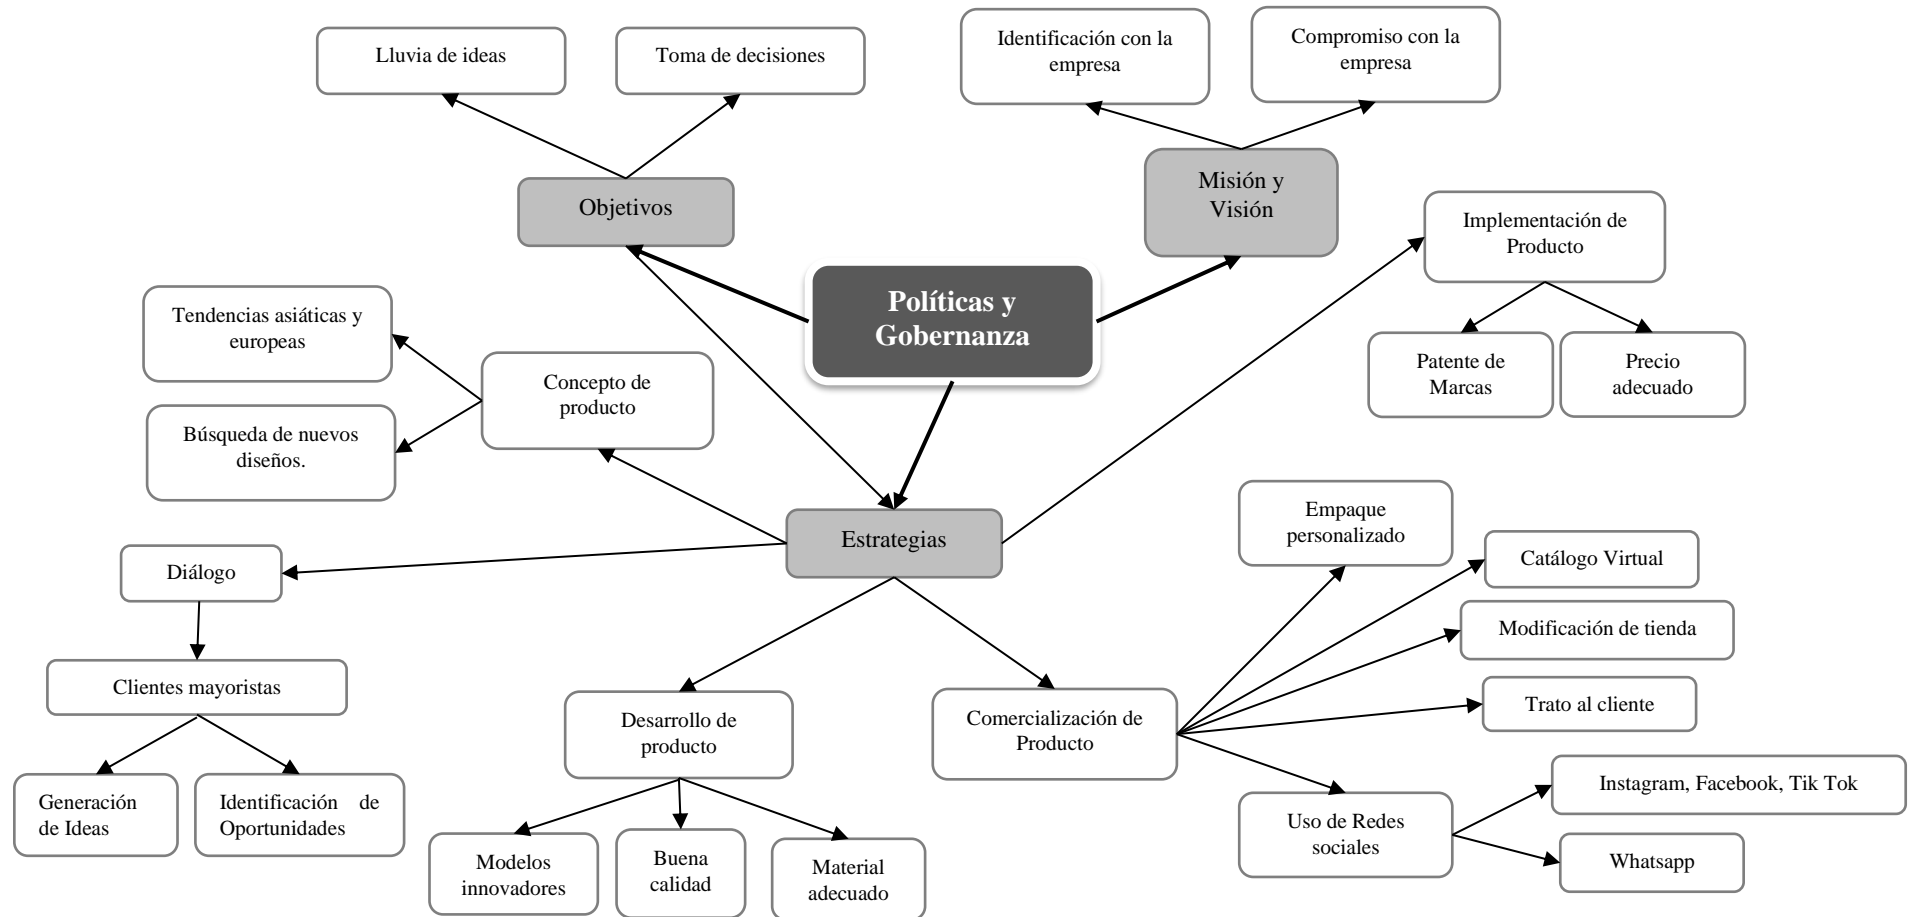 Lluvia de ideas
Toma de decisiones
Identificación con la
empresa
Compromiso con la
empresa
Objetivos
Misión y
Visión
Implementación de
Producto
Políticas y
Gobernanza
Tendencias asiáticas y
europeas
Concepto de
producto
Patente de
Marcas
Precio
adecuado
Búsqueda de nuevos
diseños.
Estrategias
Empaque
personalizado
Catálogo Virtual
Diálogo
Modificación de tienda
Clientes mayoristas
Trato al cliente
Desarrollo de
producto
Comercialización de
Producto
Generación
de Ideas
Identificación de
Oportunidades
Instagram, Facebook, Tik Tok
Uso de Redes
sociales
Whatsapp
Modelos
innovadores
Buena
calidad
Material
adecuado